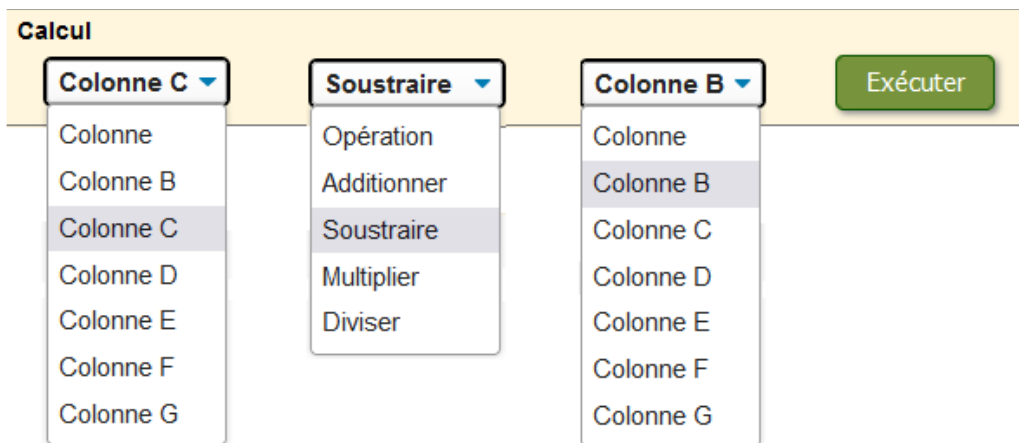 Calcul
Colonne C Soustraire Colonne B Exécuter
Colonne Opération Colonne
Colonne B Additionner Colonne B
Colonne C Soustraire Colonne C
Colonne D Multiplier Colonne D
Colonne E Diviser Colonne E
Colonne F Colonne F
Colonne G Colonne G